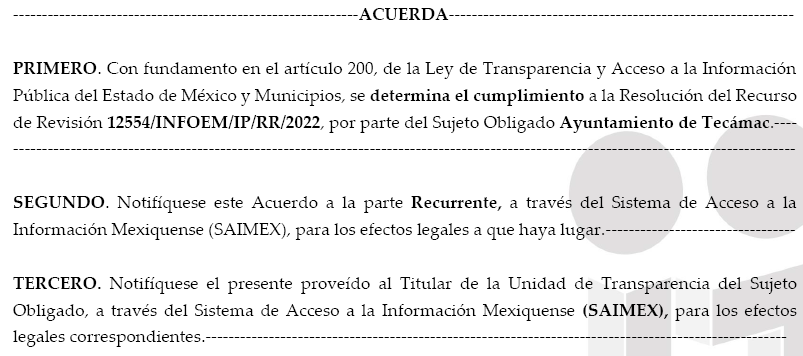 ------------------------------------------------------------ACUERDA------------------------------------------------------------
PRIMERO. Con fundamento en el artículo 200, de la Ley de Transparencia y Acceso a la Información
Pública del Estado de México y Municipios, se determina el cumplimiento a la Resolución del Recurso
de Revisión 12554/INFOEM/IP/RR/2022, por parte del Sujeto Obligado Ayuntamiento de Tecámac.----
----------------------------------------------------------------------------------------------------------------------------------------
SEGUNDO. Notifíquese este Acuerdo a la parte Recurrente, a través del Sistema de Acceso a la
Información Mexiquense (SAIMEX), para los efectos legales a que haya lugar.---------------------------------
TERCERO. Notifíquese el presente proveído al Titular de la Unidad de Transparencia del Sujeto
Obligado, a través del Sistema de Acceso a la Información Mexiquense (SAIMEX), para los efectos
legales correspondientes.-----------------------------------------------------------------------------------------------------